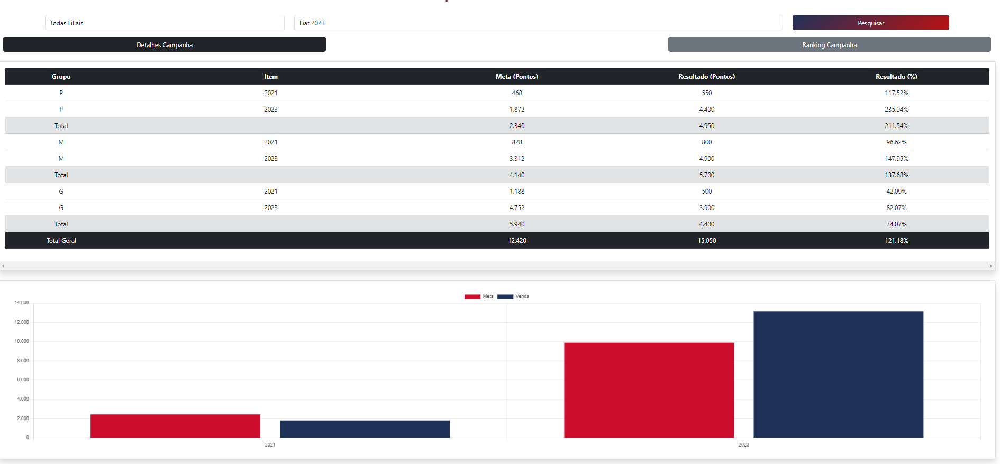 Todas Filiais Fiat 2023 Pesquisar
Detalhes Campanha Ranking Campanha
Grupo Item Meta (Pontos) Resultado (Pontos) Resultado (%)
P 2021 468 550 117.52%
P 2023 1.872 4.400 235.04%
Total 2.340 4.950 211.54%
M 2021 828 800 96.62%
M 2023 3.312 4.900 147.95%
Total 4.140 5.700 137.68%
G 2021 1.188 500 42.09%
G 2023 4.752 3.900 82.07%
Total 5.940 4.400 74.07%
Total Geral 12.420 15.050 121.18%
Meta Venda
14.000
12.000
10.000
8.000
6.000
4.000
2.000
0
2021 2023